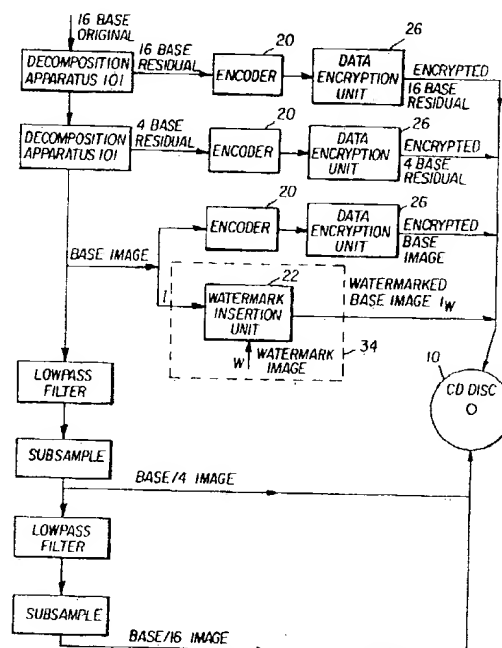 16 BASE
ORIGINAL
DECOMPOSITION
APPARATUS 101
16 BASE
RESIDUAL
20
ENCODER
26
DATA
ENCRYPTION
UNIT
ENCRYPTED
16 BASE
RESIDUAL
DECOMPOSITION
APPARATUS 101
4 BASE
RESIDUAL
20
ENCODER
26
DATA
ENCRYPTION
UNIT
ENCRYPTED
4 BASE
RESIDUAL
BASE IMAGE
20
ENCODER
26
DATA
ENCRYPTION
UNIT
ENCRYPTED
BASE
IMAGE
I
22
WATERMARK
INSERTION
UNIT
WATERMARKED
BASE IMAGE IW
W
WATERMARK
IMAGE
34
10
CD DISC
LOWPASS
FILTER
SUBSAMPLE
BASE/4 IMAGE
LOWPASS
FILTER
SUBSAMPLE
BASE/16 IMAGE